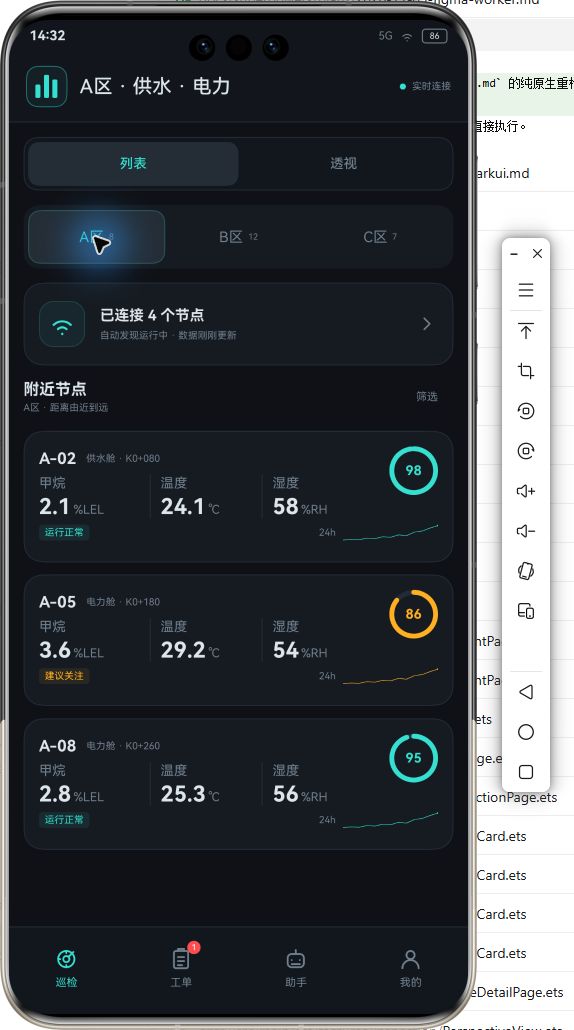 14:32
5G
86
A区 · 供水 · 电力
实时连接
列表
透视
A区 8
B区 12
C区 7
已连接 4 个节点
自动发现运行中 · 数据刚刚更新
附近节点
A区 · 距离由近到远
筛选
A-02 供水舱 · K0+080
98
甲烷 温度 湿度
2.1 %LEL 24.1 ℃ 58 %RH
运行正常
24h
A-05 电力舱 · K0+180
86
甲烷 温度 湿度
3.6 %LEL 29.2 ℃ 54 %RH
建议关注
24h
A-08 电力舱 · K0+260
95
甲烷 温度 湿度
2.8 %LEL 25.3 ℃ 56 %RH
运行正常
24h
巡检
工单 1
助手
我的
-figma-worker.md
.md` 的纯原生重构
直接执行。
arkui.md
ets
ge.e
ctionPage.ets
Card.ets
Card.ets
Card.ets
Card.ets
eDetailPage.ets